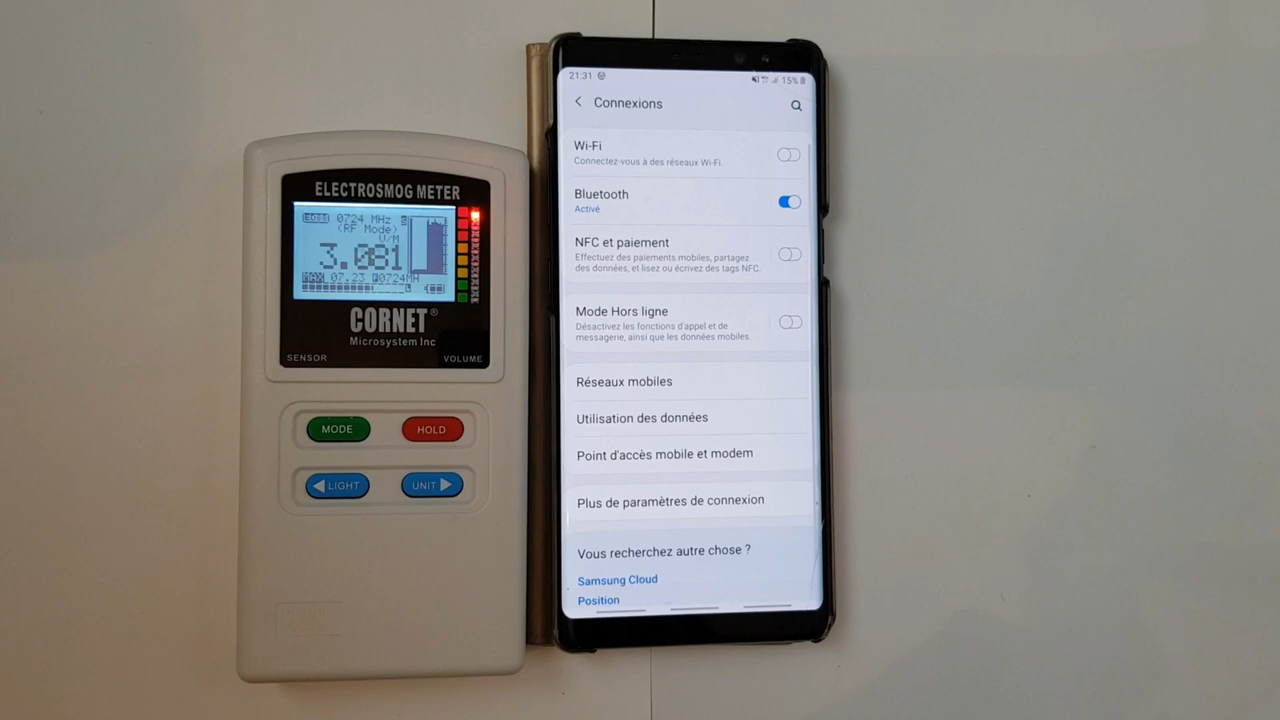 ELECTROSMOG METER
0724 MHz
(RF Mode)
V/M
3.081
MAX 07.23 0724MH
CORNET®
Microsystem Inc
SENSOR
VOLUME
MODE
HOLD
LIGHT
UNIT
21:31
15%
Connexions
Wi-Fi
Connectez-vous à des réseaux Wi-Fi.
Bluetooth
Activé
NFC et paiement
Effectuez des paiements mobiles, partagez
des données, et lisez ou écrivez des tags NFC.
Mode Hors ligne
Désactivez les fonctions d'appel et de
messagerie, ainsi que les données mobiles.
Réseaux mobiles
Utilisation des données
Point d'accès mobile et modem
Plus de paramètres de connexion
Vous recherchez autre chose ?
Samsung Cloud
Position